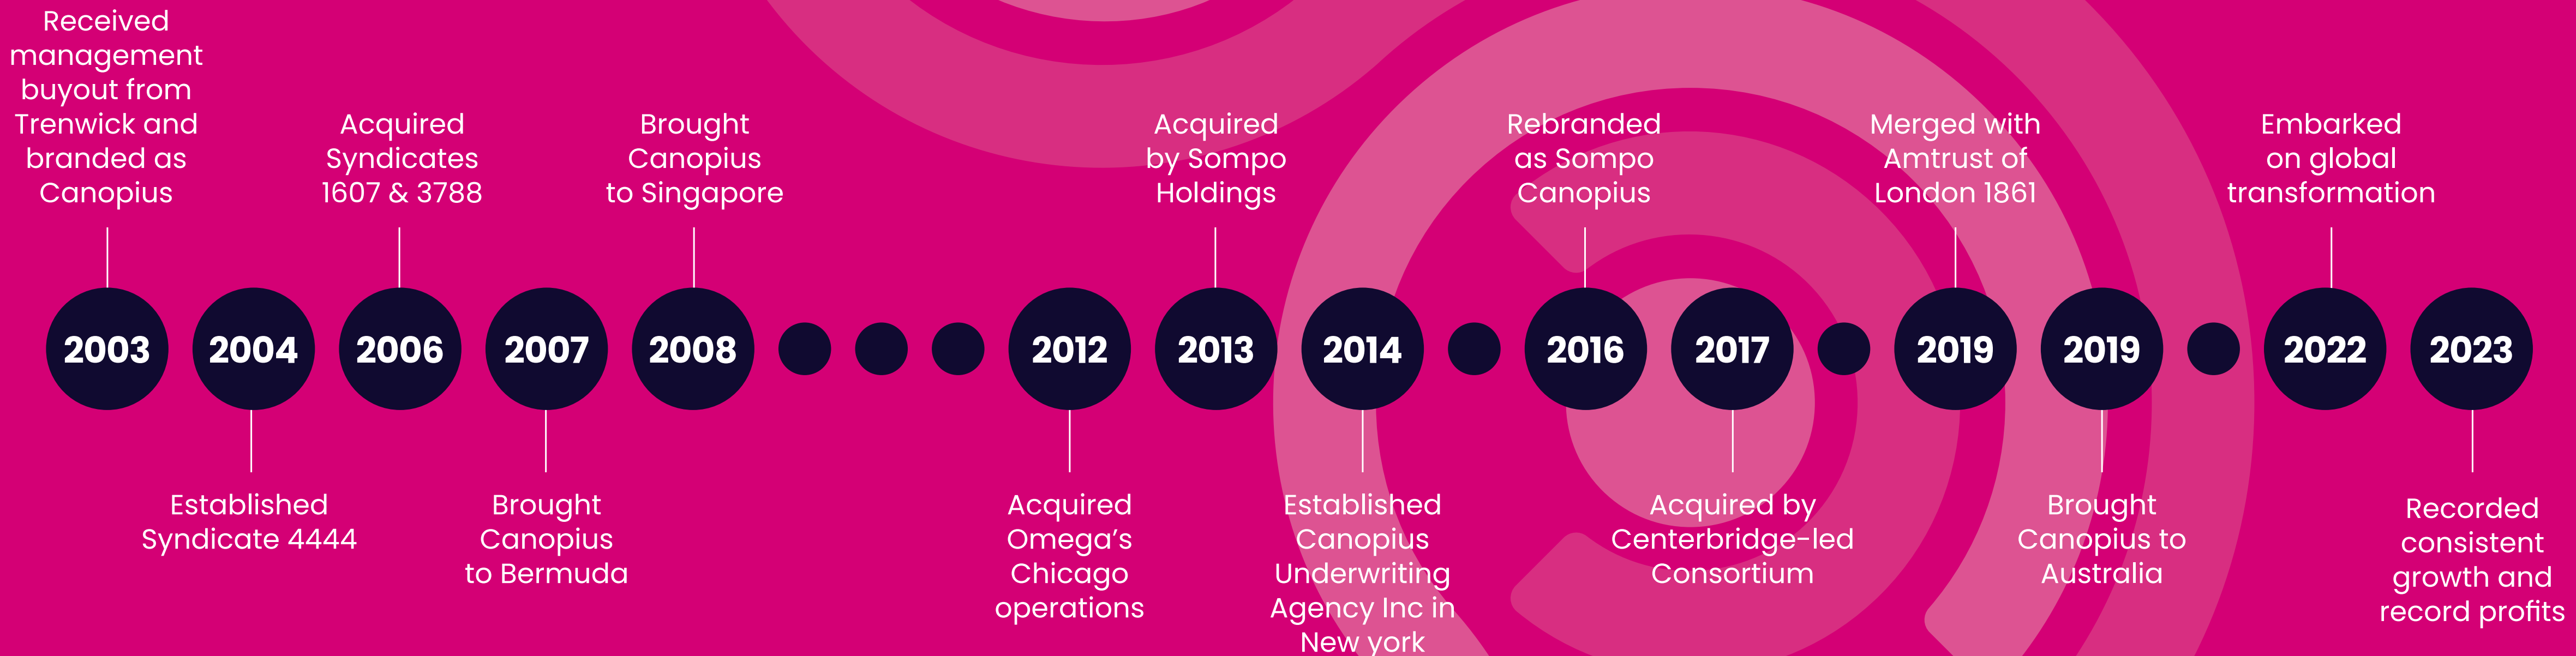 Received
management
buyout from
Trenwick and
branded as
Canopius
Acquired
Syndicates
1607 & 3788
Brought
Canopius
to Singapore
Acquired
by Sompo
Holdings
Rebranded
as Sompo
Canopius
Merged with
Amtrust of
London 1861
Embarked
on global
transformation
2003 2004 2006 2007 2008 2012 2013 2014 2016 2017 2019 2019 2022 2023
Established
Syndicate 4444
Brought
Canopius
to Bermuda
Acquired
Omega’s
Chicago
operations
Established
Canopius
Underwriting
Agency Inc in
New york
Acquired by
Centerbridge-led
Consortium
Brought
Canopius to
Australia
Recorded
consistent
growth and
record profits